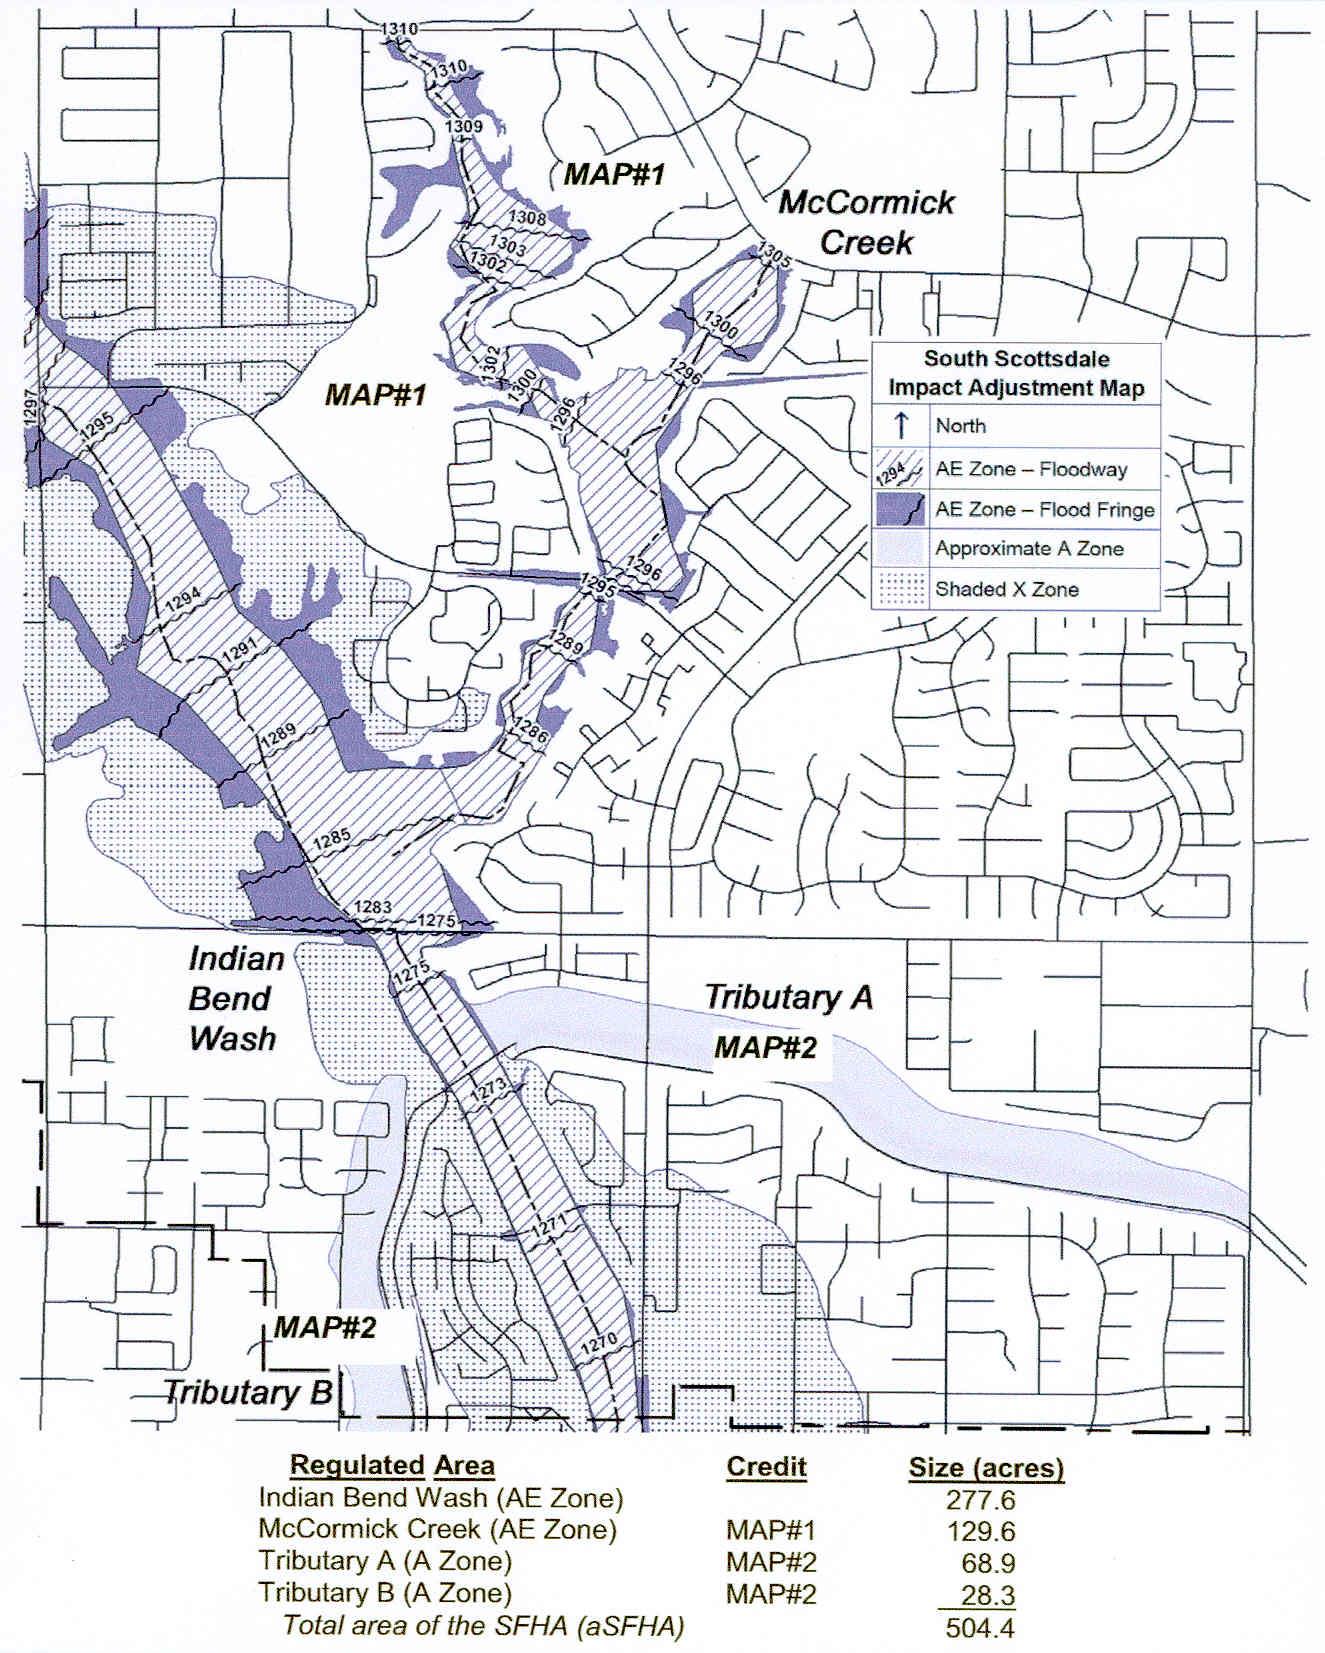 1310
1310
1309
MAP#1
McCormick
Creek
1308
1303
1302
1305
1300
1302
1300
1296
1296
MAP#1
1297
1295
South Scottsdale
Impact Adjustment Map
North
1294 AE Zone – Floodway
AE Zone – Flood Fringe
Approximate A Zone
Shaded X Zone
1296
1295
1294
1289
1291
1286
1289
1285
1283
1275
Indian
Bend
Wash
1275
Tributary A
MAP#2
1273
1271
MAP#2
1270
Tributary B
Regulated Area Credit Size (acres)
Indian Bend Wash (AE Zone) 277.6
McCormick Creek (AE Zone) MAP#1 129.6
Tributary A (A Zone) MAP#2 68.9
Tributary B (A Zone) MAP#2 28.3
Total area of the SFHA (aSFHA) 504.4